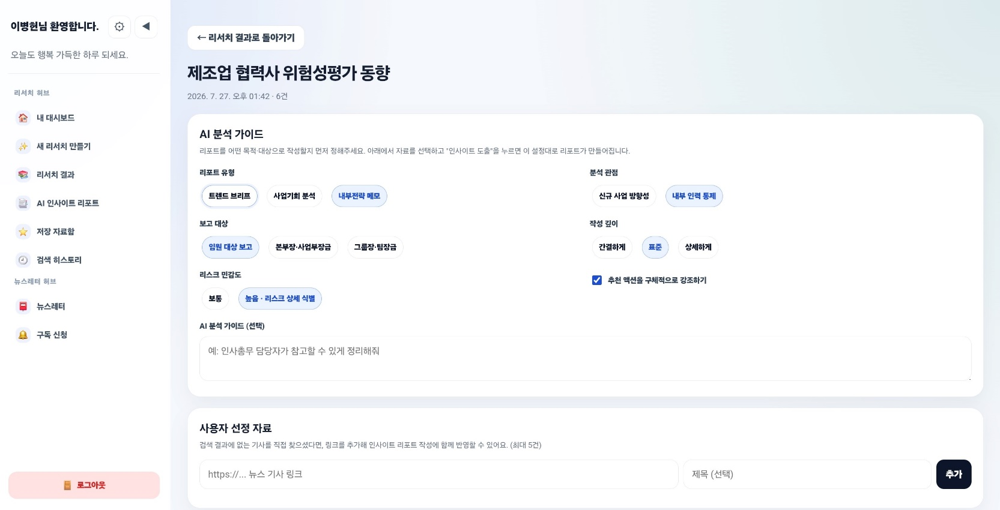 이병헌님 환영합니다.
오늘도 행복 가득한 하루 되세요.
리서치 허브
내 대시보드
새 리서치 만들기
리서치 결과
AI 인사이트 리포트
저장 자료함
검색 히스토리
뉴스레터 허브
뉴스레터
구독 신청
로그아웃
← 리서치 결과로 돌아가기
제조업 협력사 위험성평가 동향
2026. 7. 27. 오후 01:42 · 6건
AI 분석 가이드
리포트를 어떤 목적·대상으로 작성할지 먼저 정해주세요. 아래에서 자료를 선택하고 "인사이트 도출"을 누르면 이 설정대로 리포트가 만들어집니다.
리포트 유형
트렌드 브리프 사업기회 분석 내부전략 메모
분석 관점
신규 사업 방향성 내부 인력 통제
보고 대상
임원 대상 보고 본부장·사업부장급 그룹장·팀장급
작성 깊이
간결하게 표준 상세하게
리스크 민감도
보통 높음 · 리스크 상세 식별
추천 액션을 구체적으로 강조하기
AI 분석 가이드 (선택)
예: 인사총무 담당자가 참고할 수 있게 정리해줘
사용자 선정 자료
검색 결과에 없는 기사를 직접 찾으셨다면, 링크를 추가해 인사이트 리포트 작성에 함께 반영할 수 있어요. (최대 5건)
https://... 뉴스 기사 링크
제목 (선택)
추가